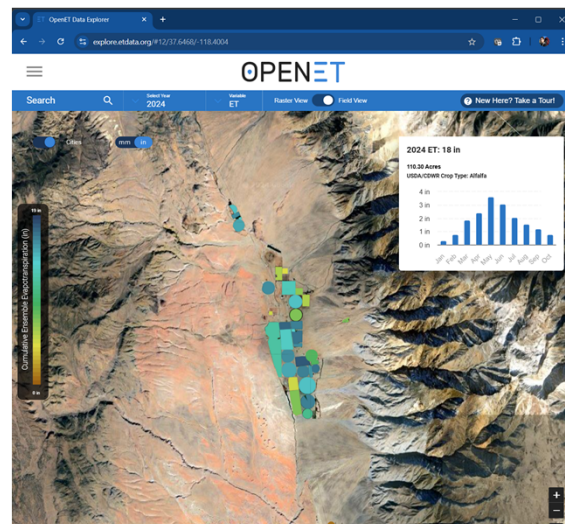 OpenET Data Explorer
explore.etdata.org/#12/37.6468/-118.4004
OPENET
Search
Select Year
2024
Variable
ET
Raster View
Field View
New Here? Take a Tour!
Cities
mm in
2024 ET: 18 in
110.30 Acres
USDA/CDWR Crop Type: Alfalfa
4 in
3 in
2 in
1 in
0 in
Jan Feb Mar Apr May Jun Jul Aug Sep Oct
Cumulative Ensemble Evapotranspiration (in)
0 in